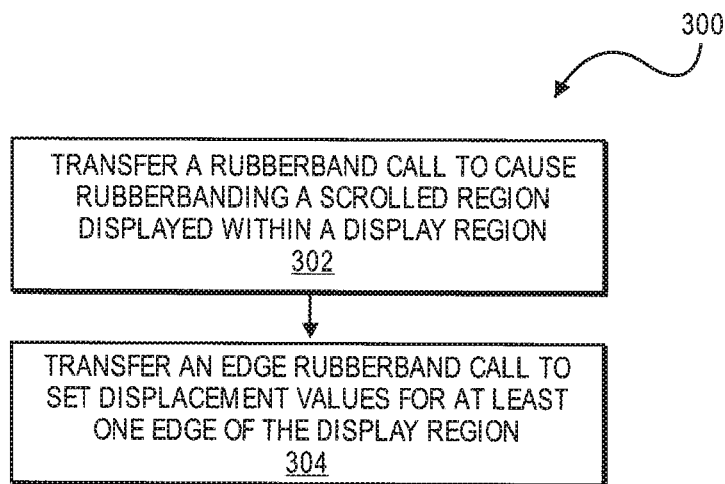 300
TRANSFER A RUBBERBAND CALL TO CAUSE
RUBBERBANDING A SCROLLED REGION
DISPLAYED WITHIN A DISPLAY REGION
302
TRANSFER AN EDGE RUBBERBAND CALL TO
SET DISPLACEMENT VALUES FOR AT LEAST
ONE EDGE OF THE DISPLAY REGION
304